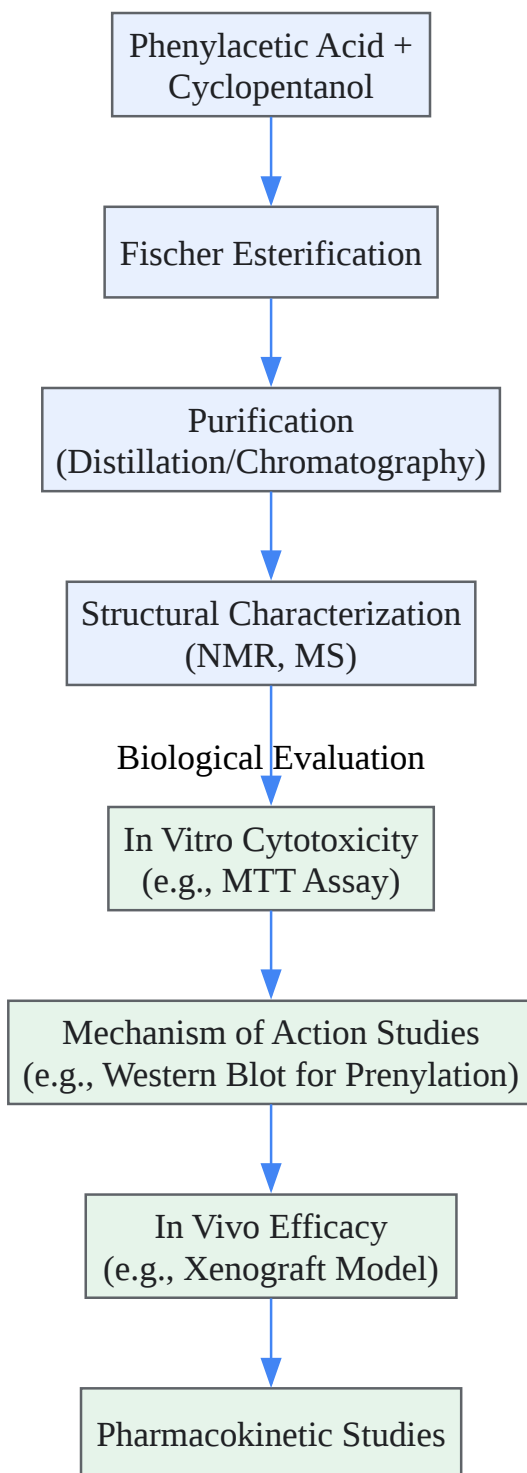 Phenylacetic Acid +
Cyclopentanol
Fischer Esterification
Purification
(Distillation/Chromatography)
Structural Characterization
(NMR, MS)
Biological Evaluation
In Vitro Cytotoxicity
(e.g., MTT Assay)
Mechanism of Action Studies
(e.g., Western Blot for Prenylation)
In Vivo Efficacy
(e.g., Xenograft Model)
Pharmacokinetic Studies